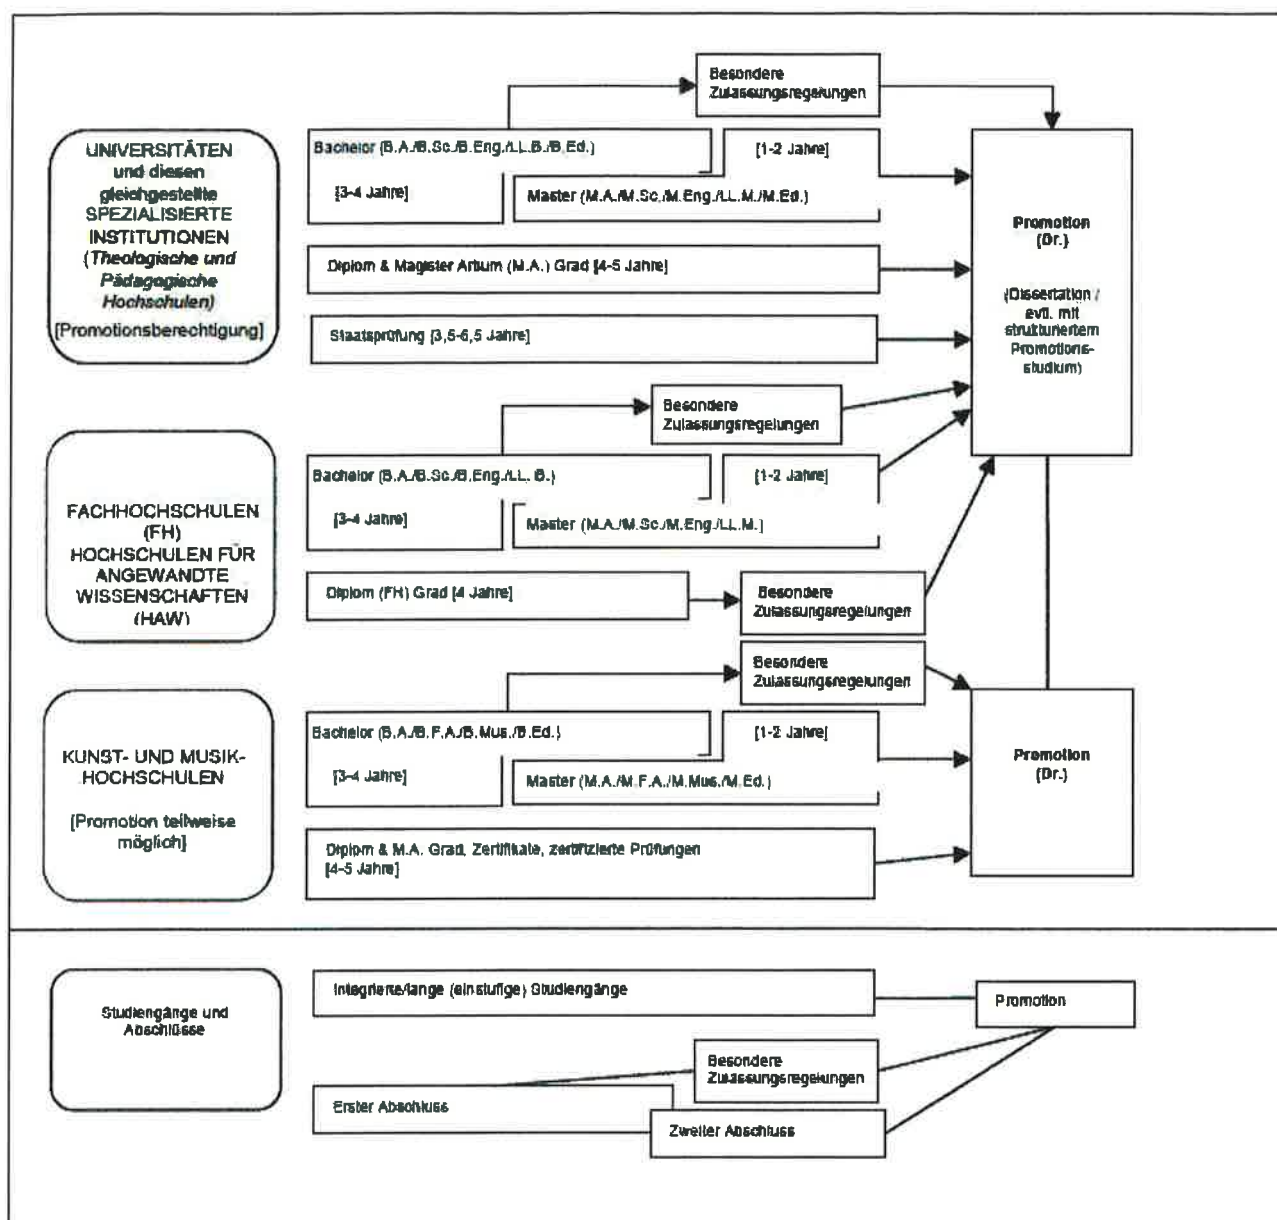 Besondere
Zulassungsregelungen
UNIVERSITÄTEN
und diesen
gleichgestellte
SPEZIALISIERTE
INSTITUTIONEN
(Theologische und
Pädagogische
Hochschulen)
[Promotionsberechtigung]
Bachelor (B.A./B.Sc./B.Eng./LL.B./B.Ed.)
[1-2 Jahre]
[3-4 Jahre]
Master (M.A./M.Sc./M.Eng./LL.M./M.Ed.)
Diplom & Magister Artium (M.A.) Grad [4-5 Jahre]
Staatsprüfung [3,5-6,5 Jahre]
Promotion
(Dr.)
(Dissertation /
evtl. mit
strukturiertem
Promotions-
studium)
Besondere
Zulassungsregelungen
FACHHOCHSCHULEN
(FH)
HOCHSCHULEN FÜR
ANGEWANDTE
WISSENSCHAFTEN
(HAW)
Bachelor (B.A./B.Sc./B.Eng./LL. B.)
[1-2 Jahre]
[3-4 Jahre]
Master (M.A./M.Sc./M.Eng./LL.M.)
Diplom (FH) Grad [4 Jahre]
Besondere
Zulassungsregelungen
Besondere
Zulassungsregelungen
KUNST- UND MUSIK-
HOCHSCHULEN
[Promotion teilweise
möglich]
Bachelor (B.A./B.F.A./B.Mus./B.Ed.)
[1-2 Jahre]
[3-4 Jahre]
Master (M.A./M.F.A./M.Mus./M.Ed.)
Diplom & M.A. Grad, Zertifikate, zertifizierte Prüfungen
[4-5 Jahre]
Promotion
(Dr.)
Studiengänge und
Abschlüsse
Integrierte/lange (einstufige) Studiengänge
Promotion
Besondere
Zulassungsregelungen
Erster Abschluss
Zweiter Abschluss